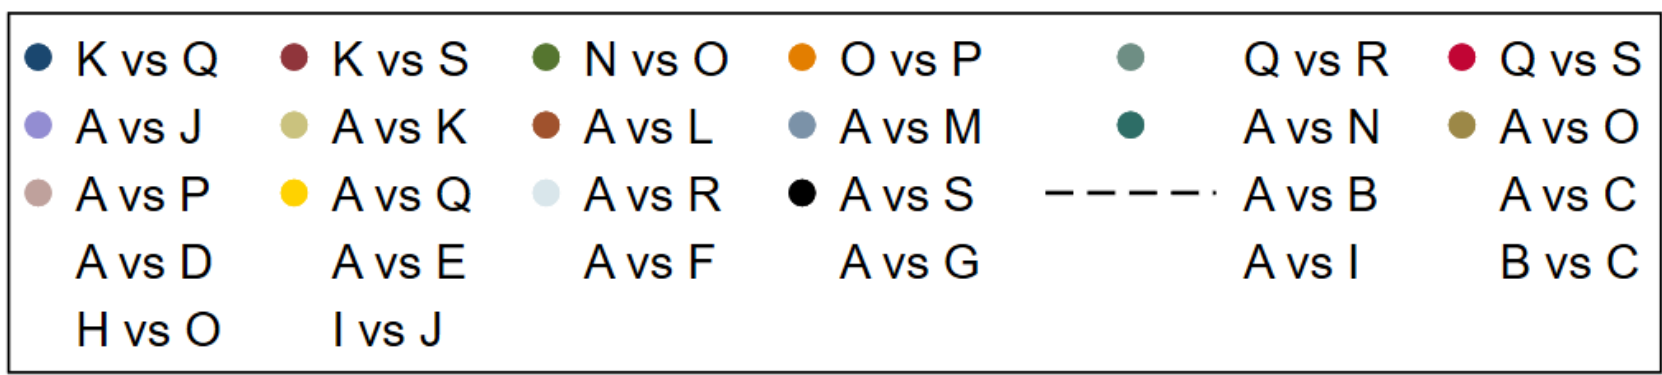 K vs Q K vs S N vs O O vs P Q vs R Q vs S
A vs J A vs K A vs L A vs M A vs N A vs O
A vs P A vs Q A vs R A vs S A vs B A vs C
A vs D A vs E A vs F A vs G A vs I B vs C
H vs O I vs J